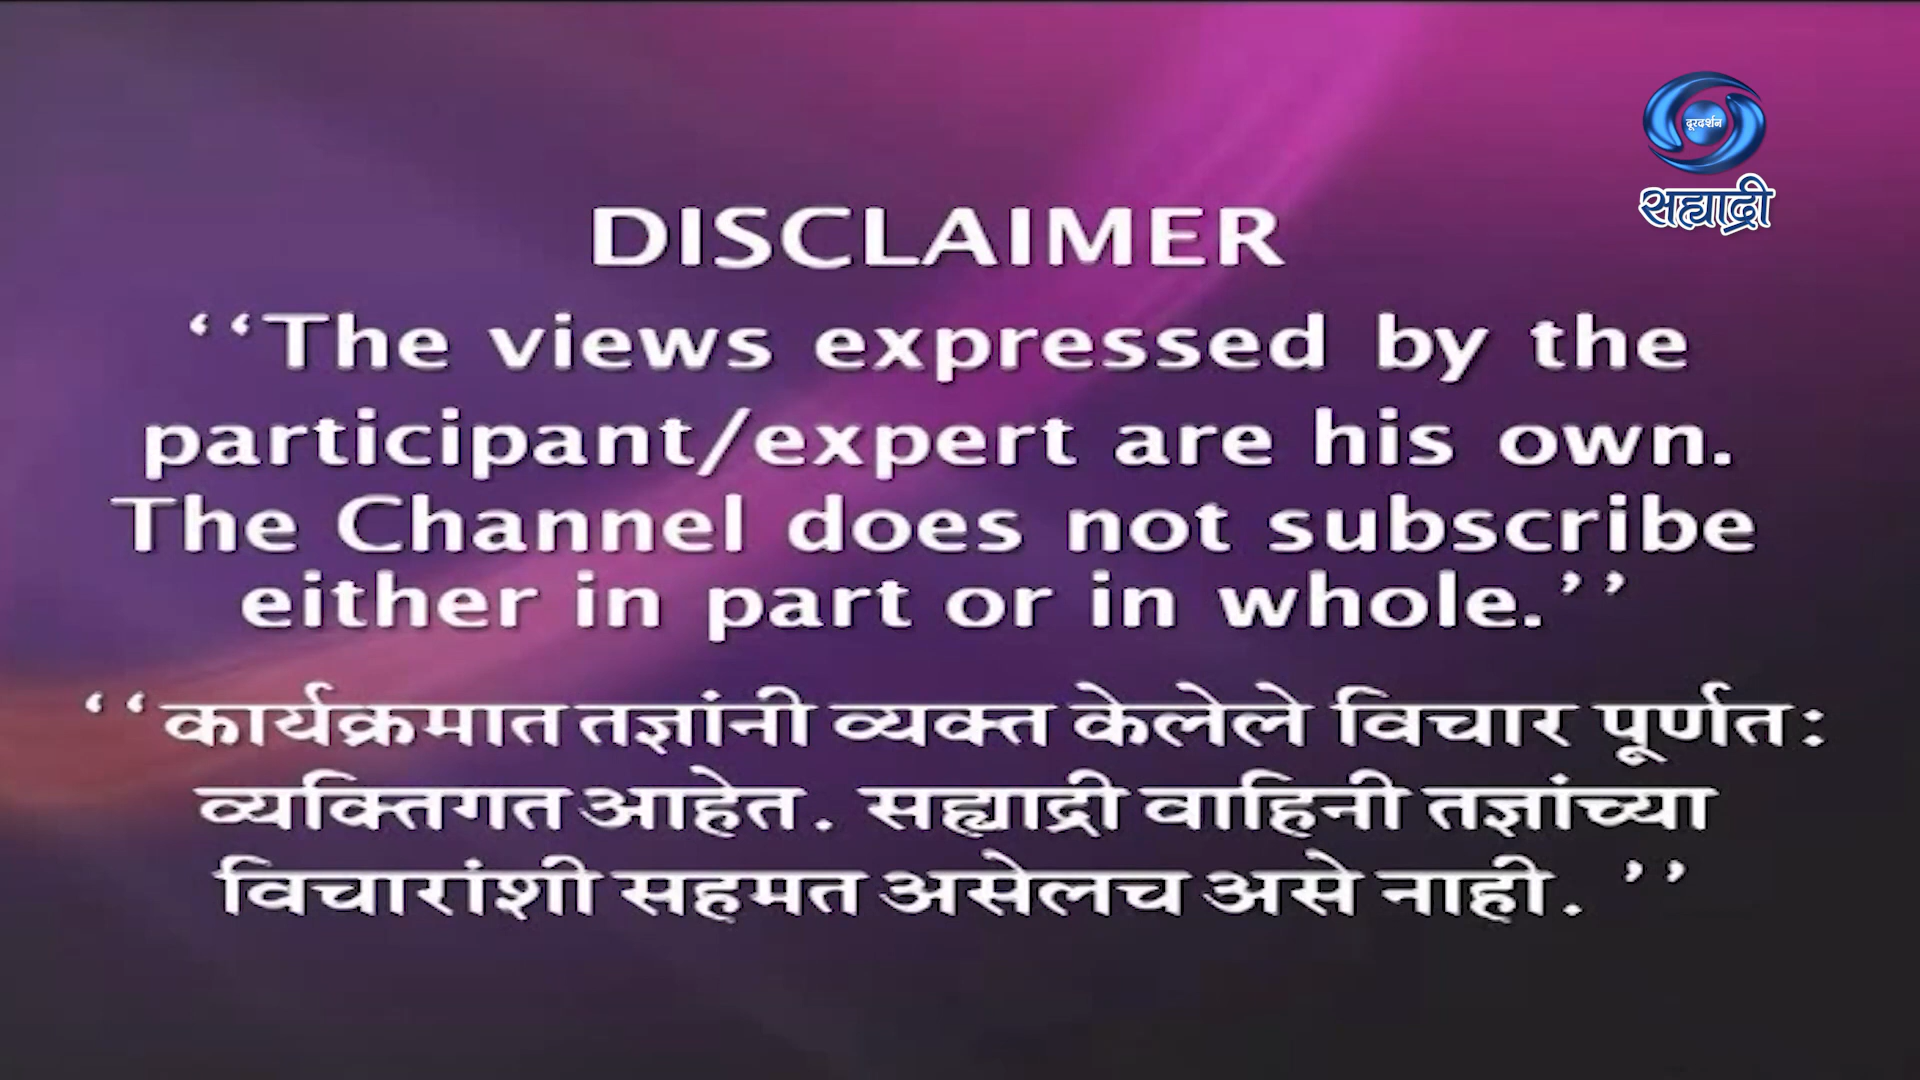 दूरदर्शन
सह्याद्री
DISCLAIMER
‘‘The views expressed by the
participant/expert are his own.
The Channel does not subscribe
either in part or in whole.’’
‘‘कार्यक्रमात तज्ञांनी व्यक्त केलेले विचार पूर्णत:
व्यक्तिगत आहेत. सह्याद्री वाहिनी तज्ञांच्या
विचारांशी सहमत असेलच असे नाही. ’’